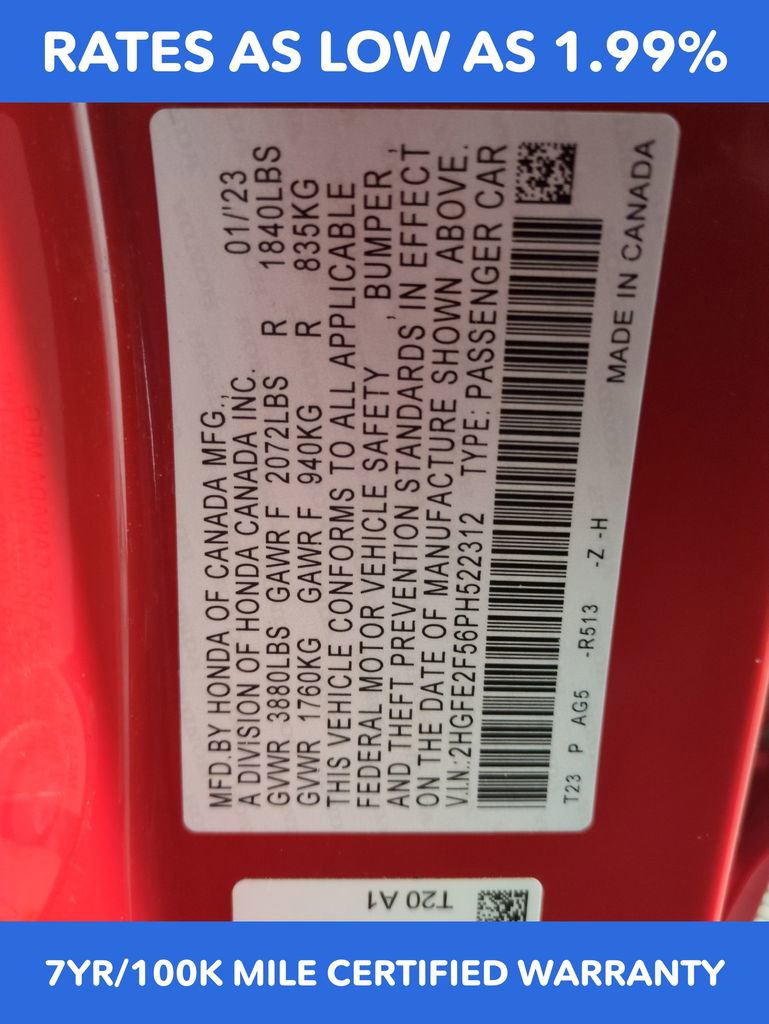 RATES AS LOW AS 1.99%
MFD.BY HONDA OF CANADA MFG., 01/'23
A DIVISION OF HONDA CANADA INC.
GVWR 3880LBS GAWR F 2072LBS R 1840LBS
GVWR 1760KG GAWR F 940KG R 835KG
THIS VEHICLE CONFORMS TO ALL APPLICABLE
FEDERAL MOTOR VEHICLE SAFETY , BUMPER ,
AND THEFT PREVENTION STANDARDS IN EFFECT
ON THE DATE OF MANUFACTURE SHOWN ABOVE.
V.I.N.:2HGFE2F56PH522312 TYPE: PASSENGER CAR
T23 P AG5 -R513 -Z -H
MADE IN CANADA
T20 A1
7YR/100K MILE CERTIFIED WARRANTY